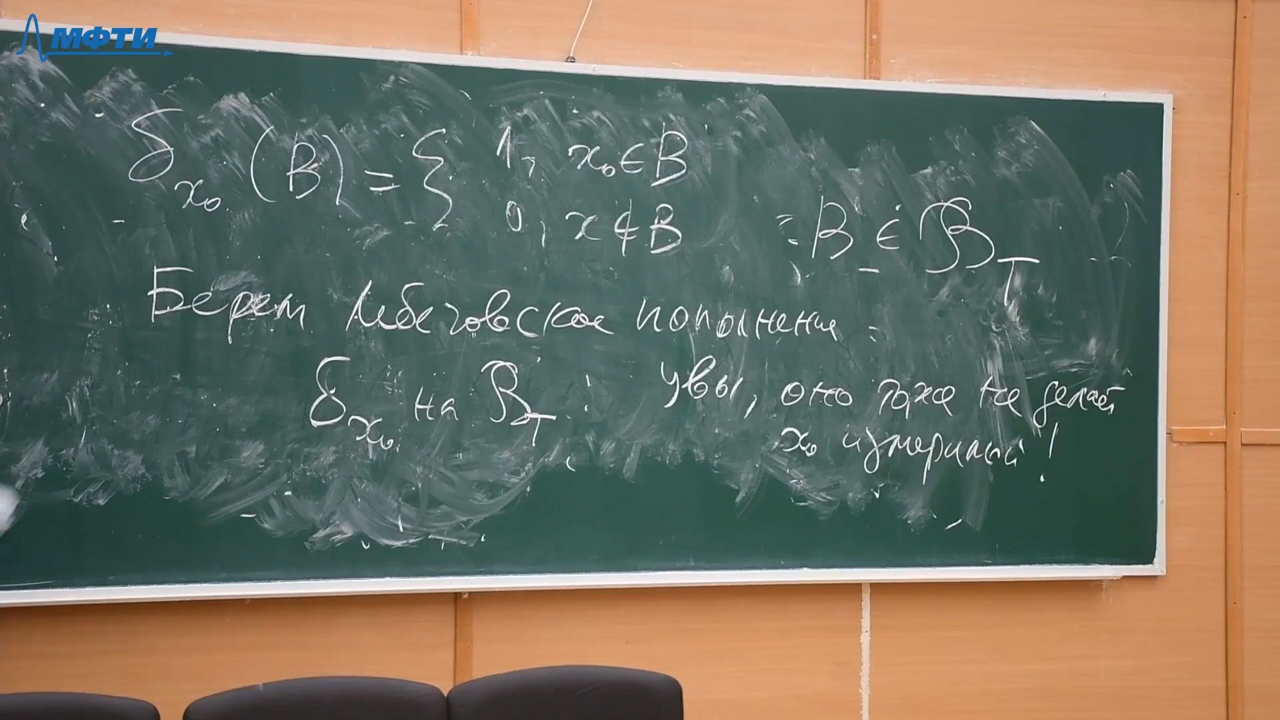 МФТИ
δ_{x₀}(B) = { 1, x₀ ∈ B
0, x ∉ B B ∈ 𝓑_T
Берем лебеговское пополнение
δ_{x₀} на 𝓑_T : увы, оно тоже не делает
x₀ измеримой!